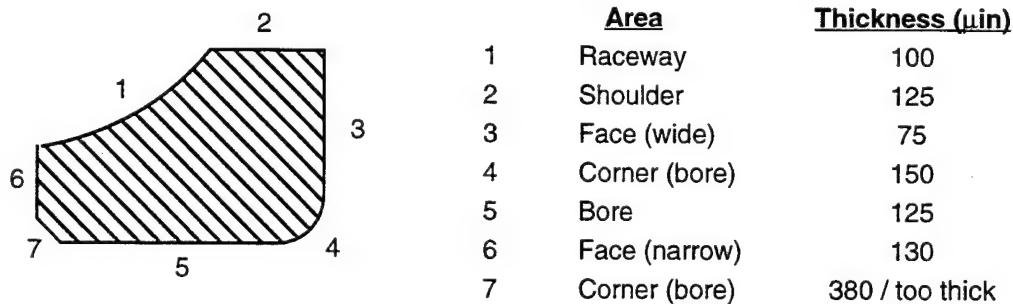 Area Thickness (µin)
1 Raceway 100
2 Shoulder 125
3 Face (wide) 75
4 Corner (bore) 150
5 Bore 125
6 Face (narrow) 130
7 Corner (bore) 380 / too thick
2
1
3
6
7
4
5